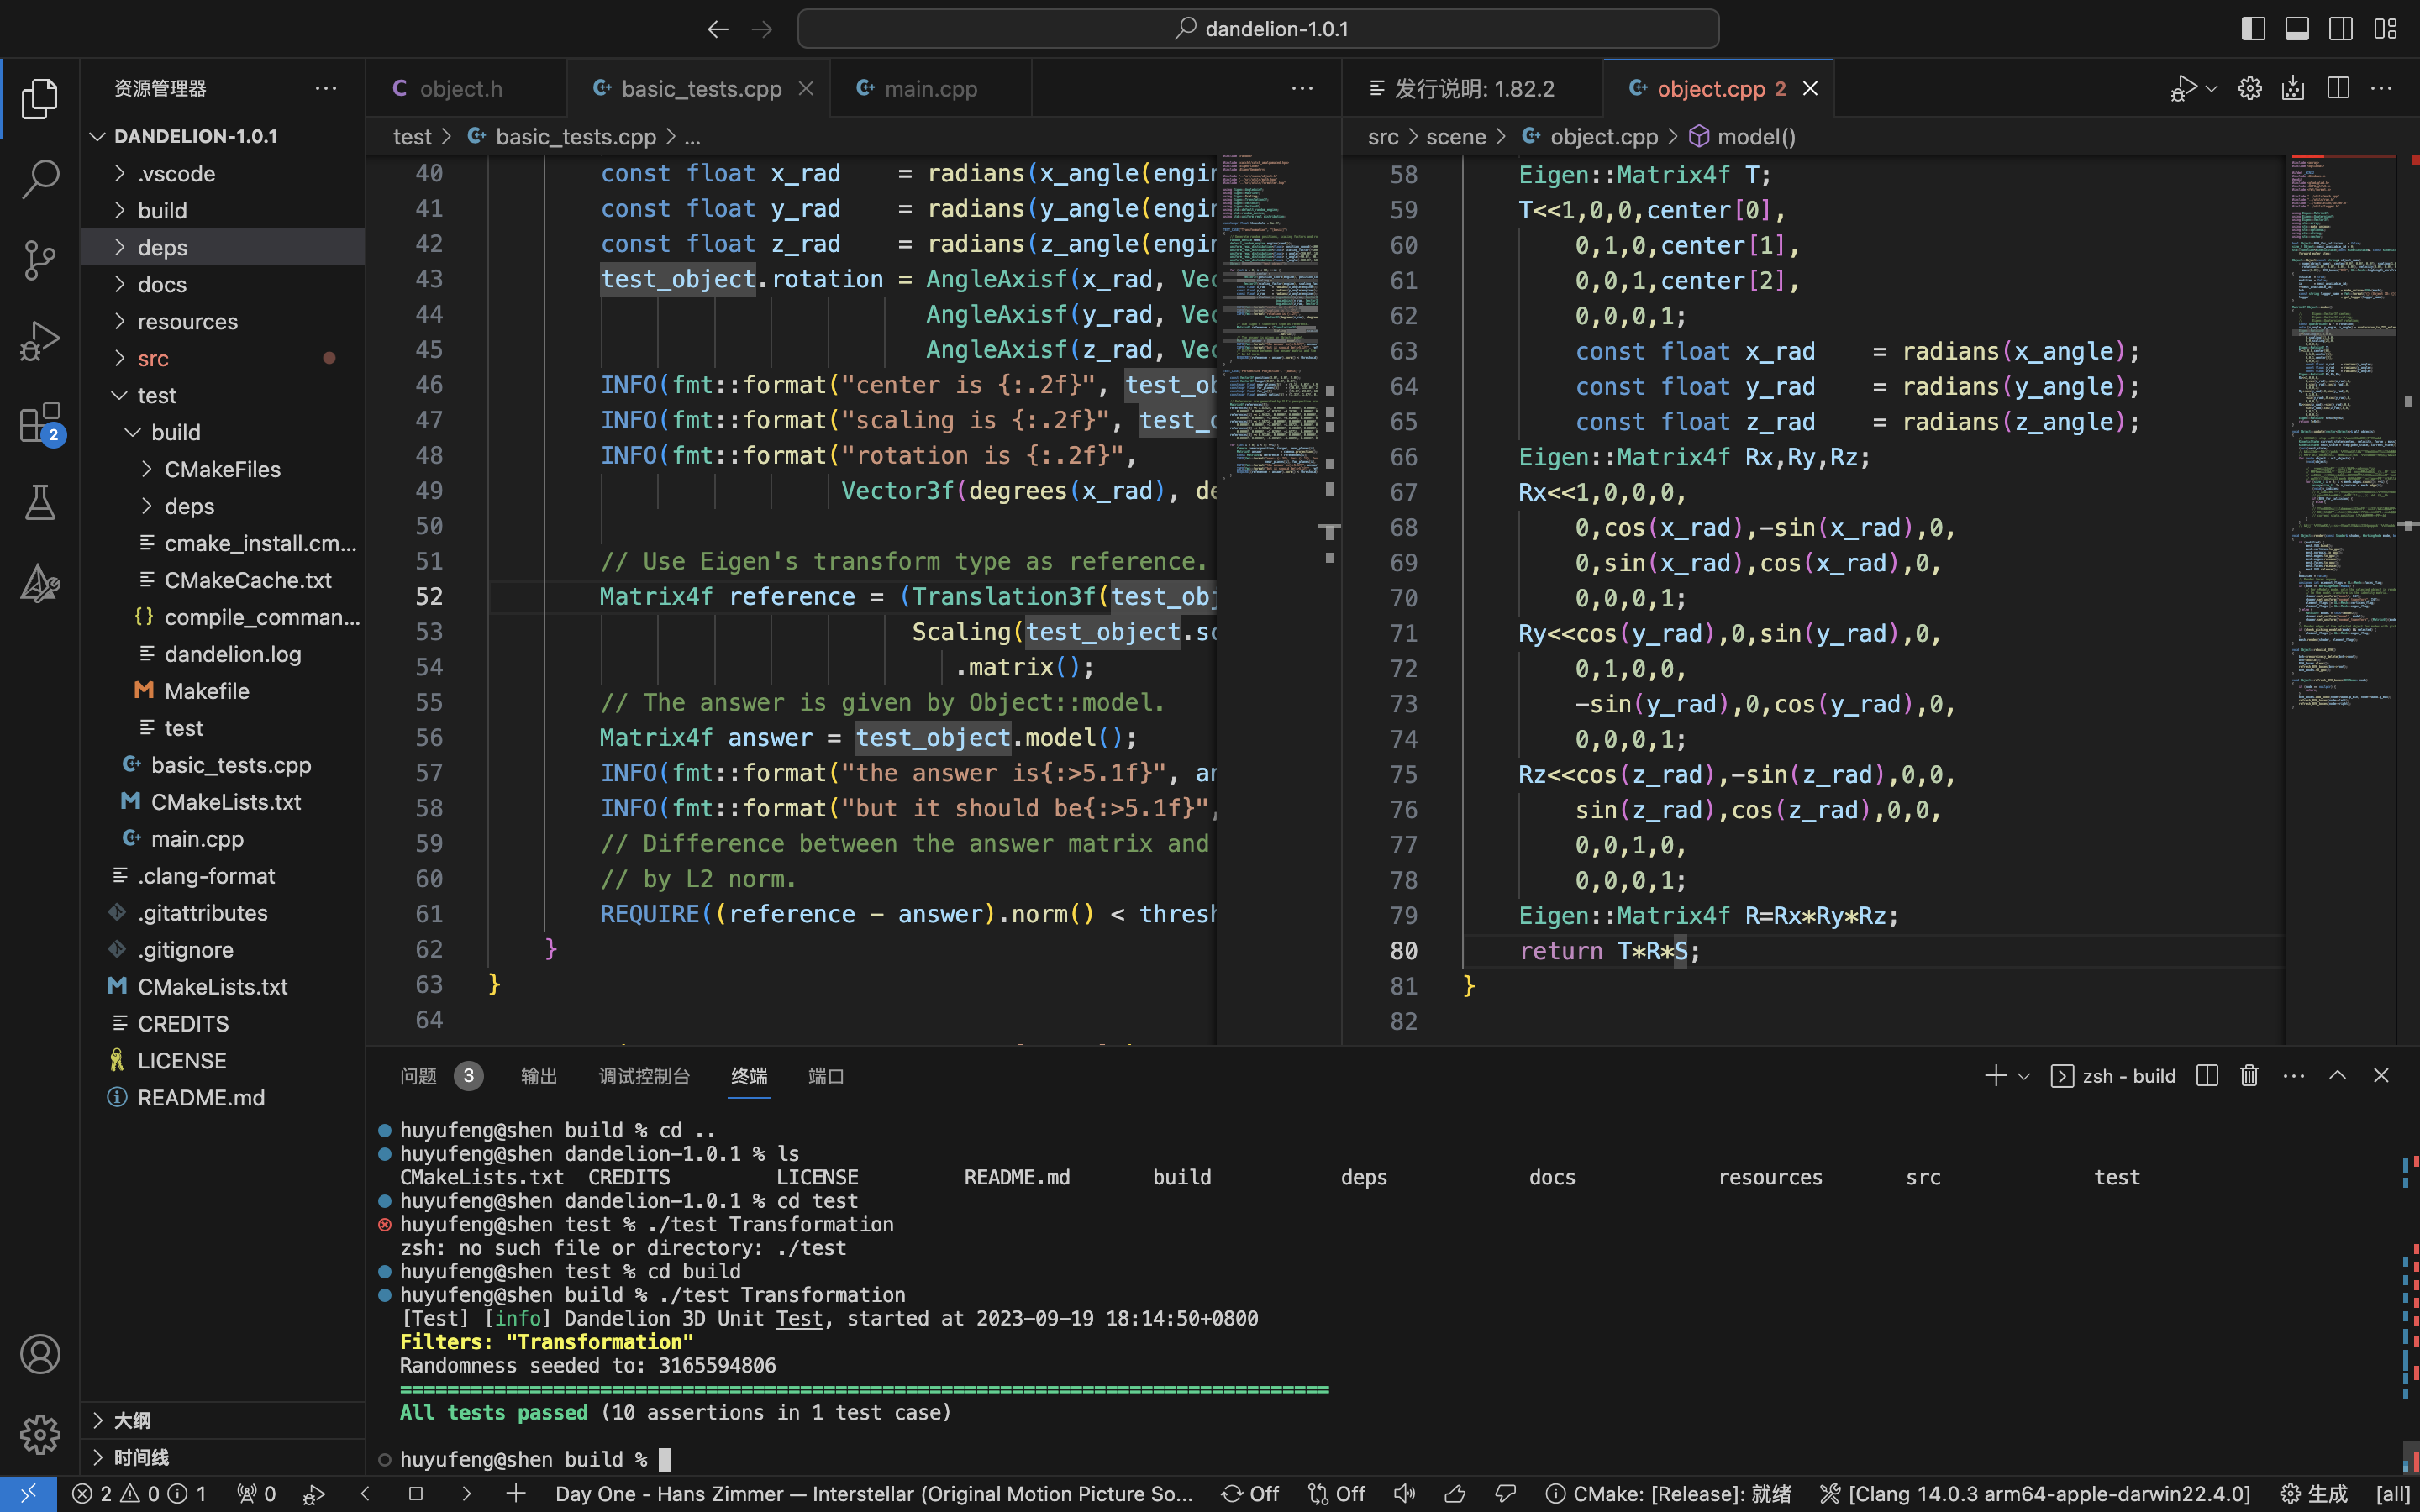 dandelion-1.0.1
资源管理器
DANDELION-1.0.1
.vscode
build
deps
docs
resources
src
test
build
CMakeFiles
deps
cmake_install.cm...
CMakeCache.txt
{} compile_comman...
dandelion.log
M Makefile
test
basic_tests.cpp
M CMakeLists.txt
main.cpp
.clang-format
.gitattributes
.gitignore
M CMakeLists.txt
CREDITS
LICENSE
README.md
大纲
时间线
2
C object.h
basic_tests.cpp
main.cpp
test > basic_tests.cpp > ...
40 const float x_rad = radians(x_angle(engir
41 const float y_rad = radians(y_angle(engir
42 const float z_rad = radians(z_angle(engir
43 test_object.rotation = AngleAxisf(x_rad, Vec
44 AngleAxisf(y_rad, Vec
45 AngleAxisf(z_rad, Vec
46 INFO(fmt::format("center is {:.2f}", test_ob
47 INFO(fmt::format("scaling is {:.2f}", test_o
48 INFO(fmt::format("rotation is {:.2f}",
49 Vector3f(degrees(x_rad), de
50
51 // Use Eigen's transform type as reference.
52 Matrix4f reference = (Translation3f(test_obj
53 Scaling(test_object.sc
54 .matrix();
55 // The answer is given by Object::model.
56 Matrix4f answer = test_object.model();
57 INFO(fmt::format("the answer is{:>5.1f}", an
58 INFO(fmt::format("but it should be{:>5.1f}",
59 // Difference between the answer matrix and
60 // by L2 norm.
61 REQUIRE((reference - answer).norm() < thresh
62 }
63 }
64
发行说明: 1.82.2
object.cpp 2
src > scene > object.cpp > model()
58 Eigen::Matrix4f T;
59 T<<1,0,0,center[0],
60 0,1,0,center[1],
61 0,0,1,center[2],
62 0,0,0,1;
63 const float x_rad = radians(x_angle);
64 const float y_rad = radians(y_angle);
65 const float z_rad = radians(z_angle);
66 Eigen::Matrix4f Rx,Ry,Rz;
67 Rx<<1,0,0,0,
68 0,cos(x_rad),-sin(x_rad),0,
69 0,sin(x_rad),cos(x_rad),0,
70 0,0,0,1;
71 Ry<<cos(y_rad),0,sin(y_rad),0,
72 0,1,0,0,
73 -sin(y_rad),0,cos(y_rad),0,
74 0,0,0,1;
75 Rz<<cos(z_rad),-sin(z_rad),0,0,
76 sin(z_rad),cos(z_rad),0,0,
77 0,0,1,0,
78 0,0,0,1;
79 Eigen::Matrix4f R=Rx*Ry*Rz;
80 return T*R*S;
81 }
82
问题 3 输出 调试控制台 终端 端口
zsh - build
huyufeng@shen build % cd ..
huyufeng@shen dandelion-1.0.1 % ls
CMakeLists.txt CREDITS LICENSE README.md build deps docs resources src test
huyufeng@shen dandelion-1.0.1 % cd test
huyufeng@shen test % ./test Transformation
zsh: no such file or directory: ./test
huyufeng@shen test % cd build
huyufeng@shen build % ./test Transformation
[Test] [info] Dandelion 3D Unit Test, started at 2023-09-19 18:14:50+0800
Filters: "Transformation"
Randomness seeded to: 3165594806
===============================================================================
All tests passed (10 assertions in 1 test case)
huyufeng@shen build %
2 0 1 0 Day One - Hans Zimmer — Interstellar (Original Motion Picture So... Off Off CMake: [Release]: 就绪 [Clang 14.0.3 arm64-apple-darwin22.4.0] 生成 [all]